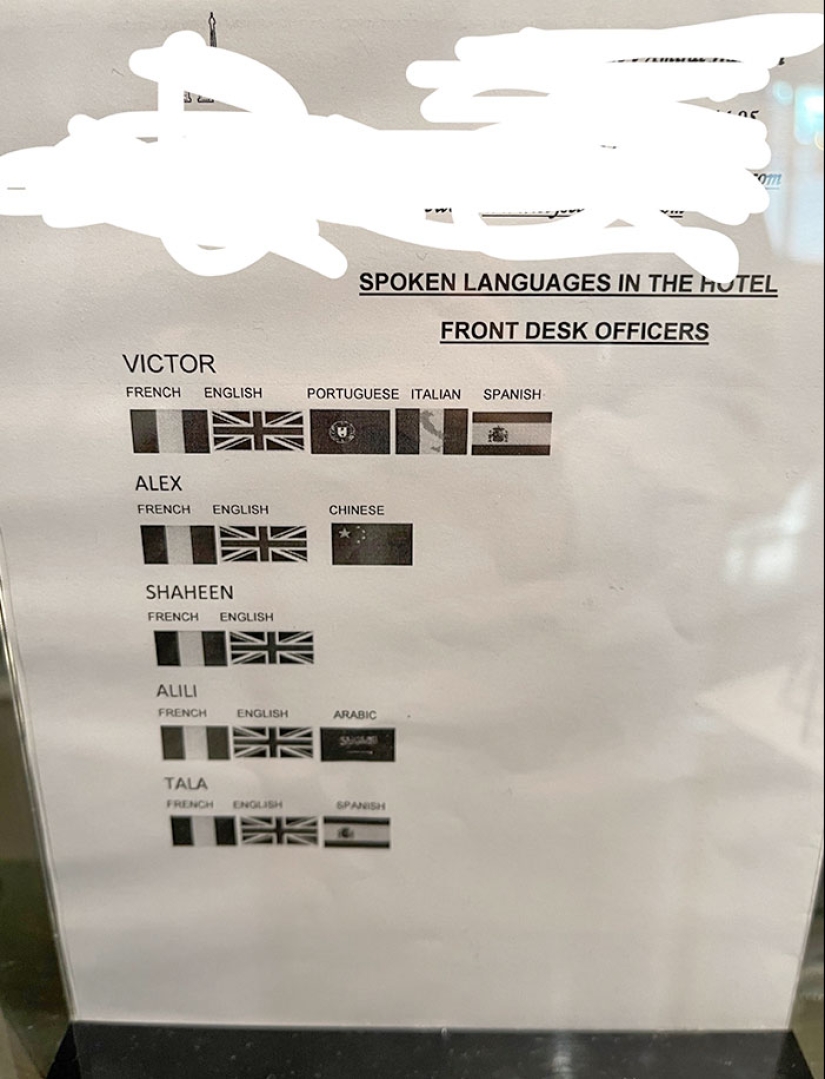 SPOKEN LANGUAGES IN THE HOTEL
FRONT DESK OFFICERS
VICTOR
FRENCH ENGLISH PORTUGUESE ITALIAN SPANISH
ALEX
FRENCH ENGLISH CHINESE
SHAHEEN
FRENCH ENGLISH
ALILI
FRENCH ENGLISH ARABIC
TALA
FRENCH ENGLISH SPANISH